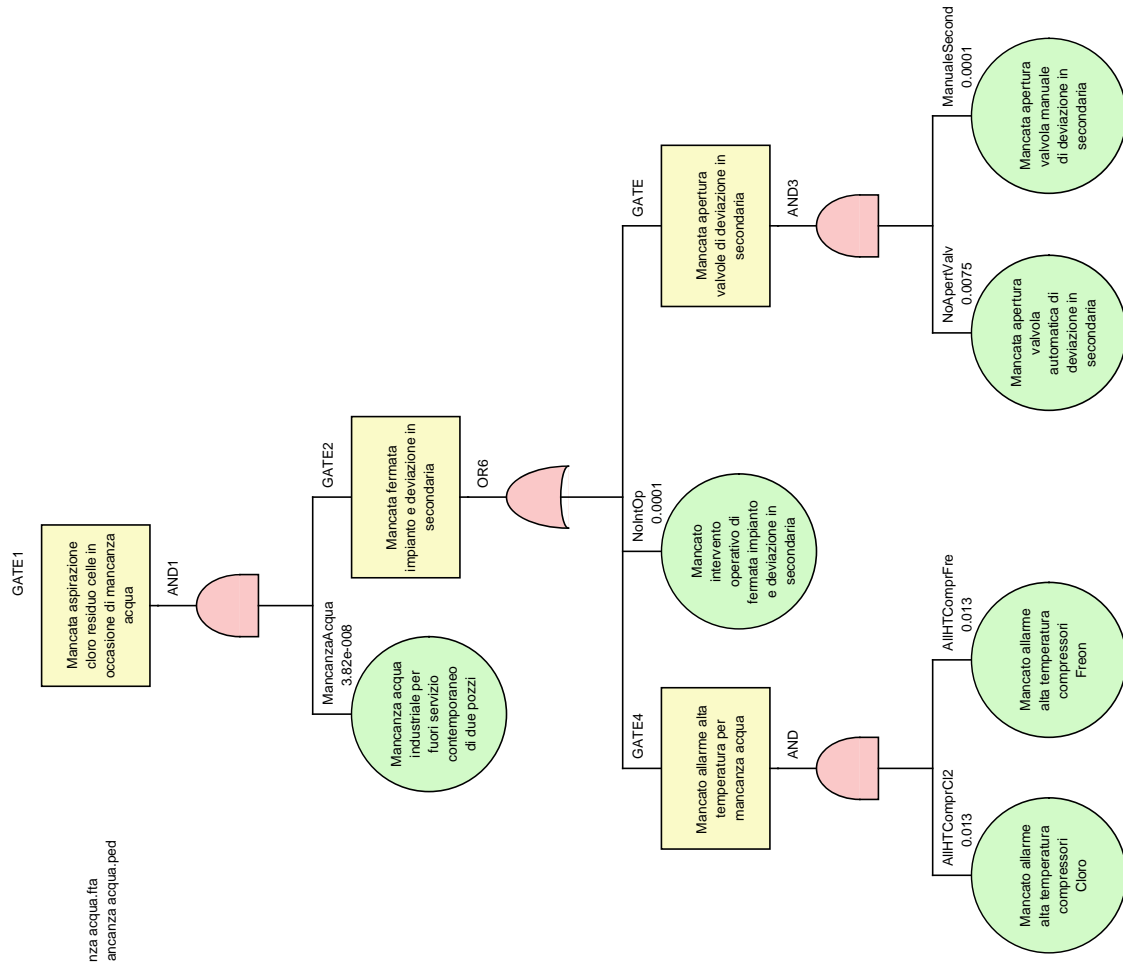 GATE1
Mancata aspirazione
cloro residuo celle in
occasione di mancanza
acqua
AND1
MancanzaAcqua
3.82e-008
Mancanza acqua
industriale per
fuori servizio
contemporaneo
di due pozzi
GATE2
Mancata fermata
impianto e deviazione in
secondaria
OR6
GATE4
Mancato allarme alta
temperatura per
mancanza acqua
AND
AllHTComprCl2
0.013
Mancato allarme
alta temperatura
compressori
Cloro
AllHTComprFre
0.013
Mancato allarme
alta temperatura
compressori
Freon
NoIntOp
0.0001
Mancato
intervento
operativo di
fermata impianto
e deviazione in
secondaria
GATE
Mancata apertura
valvole di deviazione in
secondaria
AND3
NoApertValv
0.0075
Mancata apertura
valvola
automatica di
deviazione in
secondaria
ManualeSecond
0.0001
Mancata apertura
valvola manuale
di deviazione in
secondaria
nza acqua.fta
ancanza acqua.ped